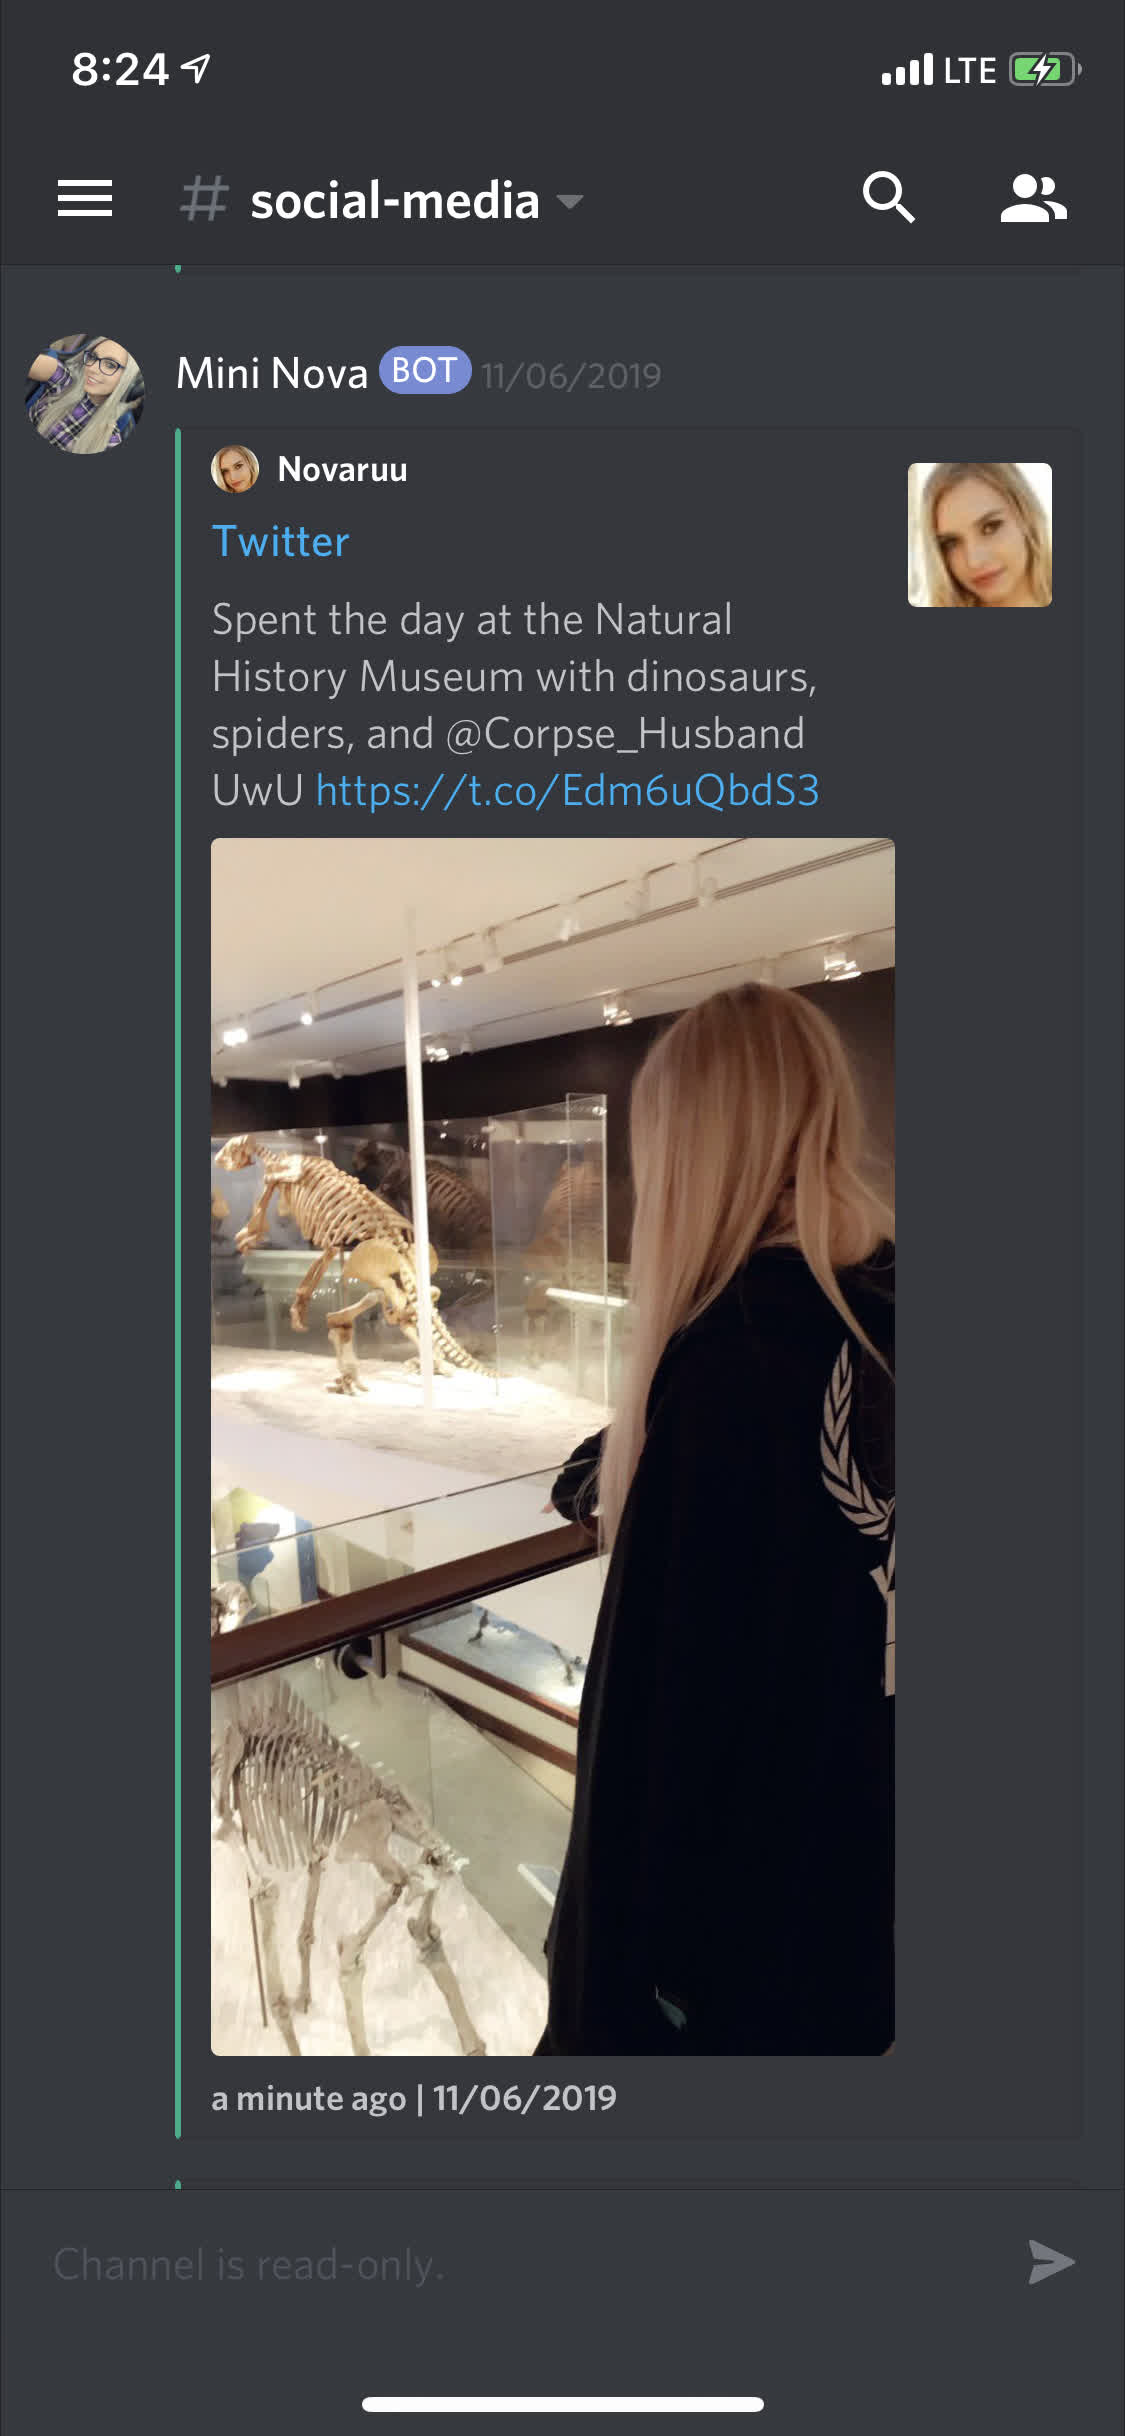 8:24 LTE
# social-media
Mini Nova BOT 11/06/2019
Novaruu
Twitter
Spent the day at the Natural
History Museum with dinosaurs,
spiders, and @Corpse_Husband
UwU https://t.co/Edm6uQbdS3
a minute ago | 11/06/2019
Channel is read-only.